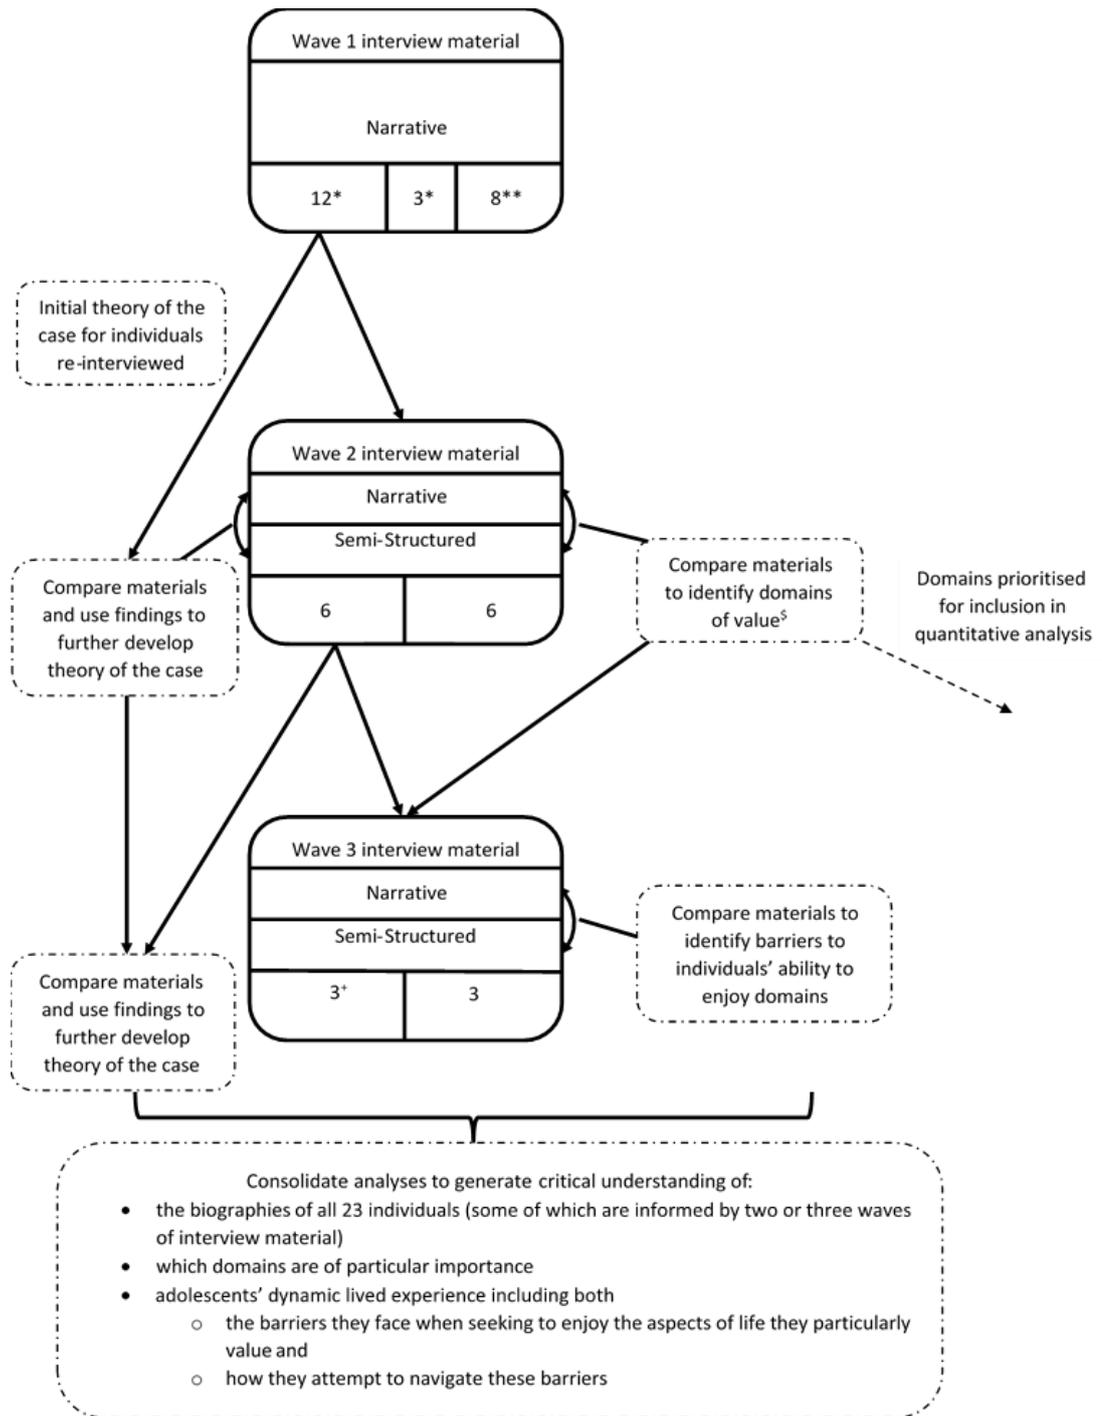 Wave 1 interview material
Narrative
12* 3* 8**
Initial theory of the
case for individuals
re-interviewed
Wave 2 interview material
Narrative
Semi-Structured
6 6
Compare materials
and use findings to
further develop
theory of the case
Compare materials
to identify domains
of value$
Domains prioritised
for inclusion in
quantitative analysis
Wave 3 interview material
Narrative
Semi-Structured
3+ 3
Compare materials to
identify barriers to
individuals’ ability to
enjoy domains
Compare materials
and use findings to
further develop
theory of the case
Consolidate analyses to generate critical understanding of:
• the biographies of all 23 individuals (some of which are informed by two or three waves
of interview material)
• which domains are of particular importance
• adolescents’ dynamic lived experience including both
o the barriers they face when seeking to enjoy the aspects of life they particularly
value and
o how they attempt to navigate these barriers